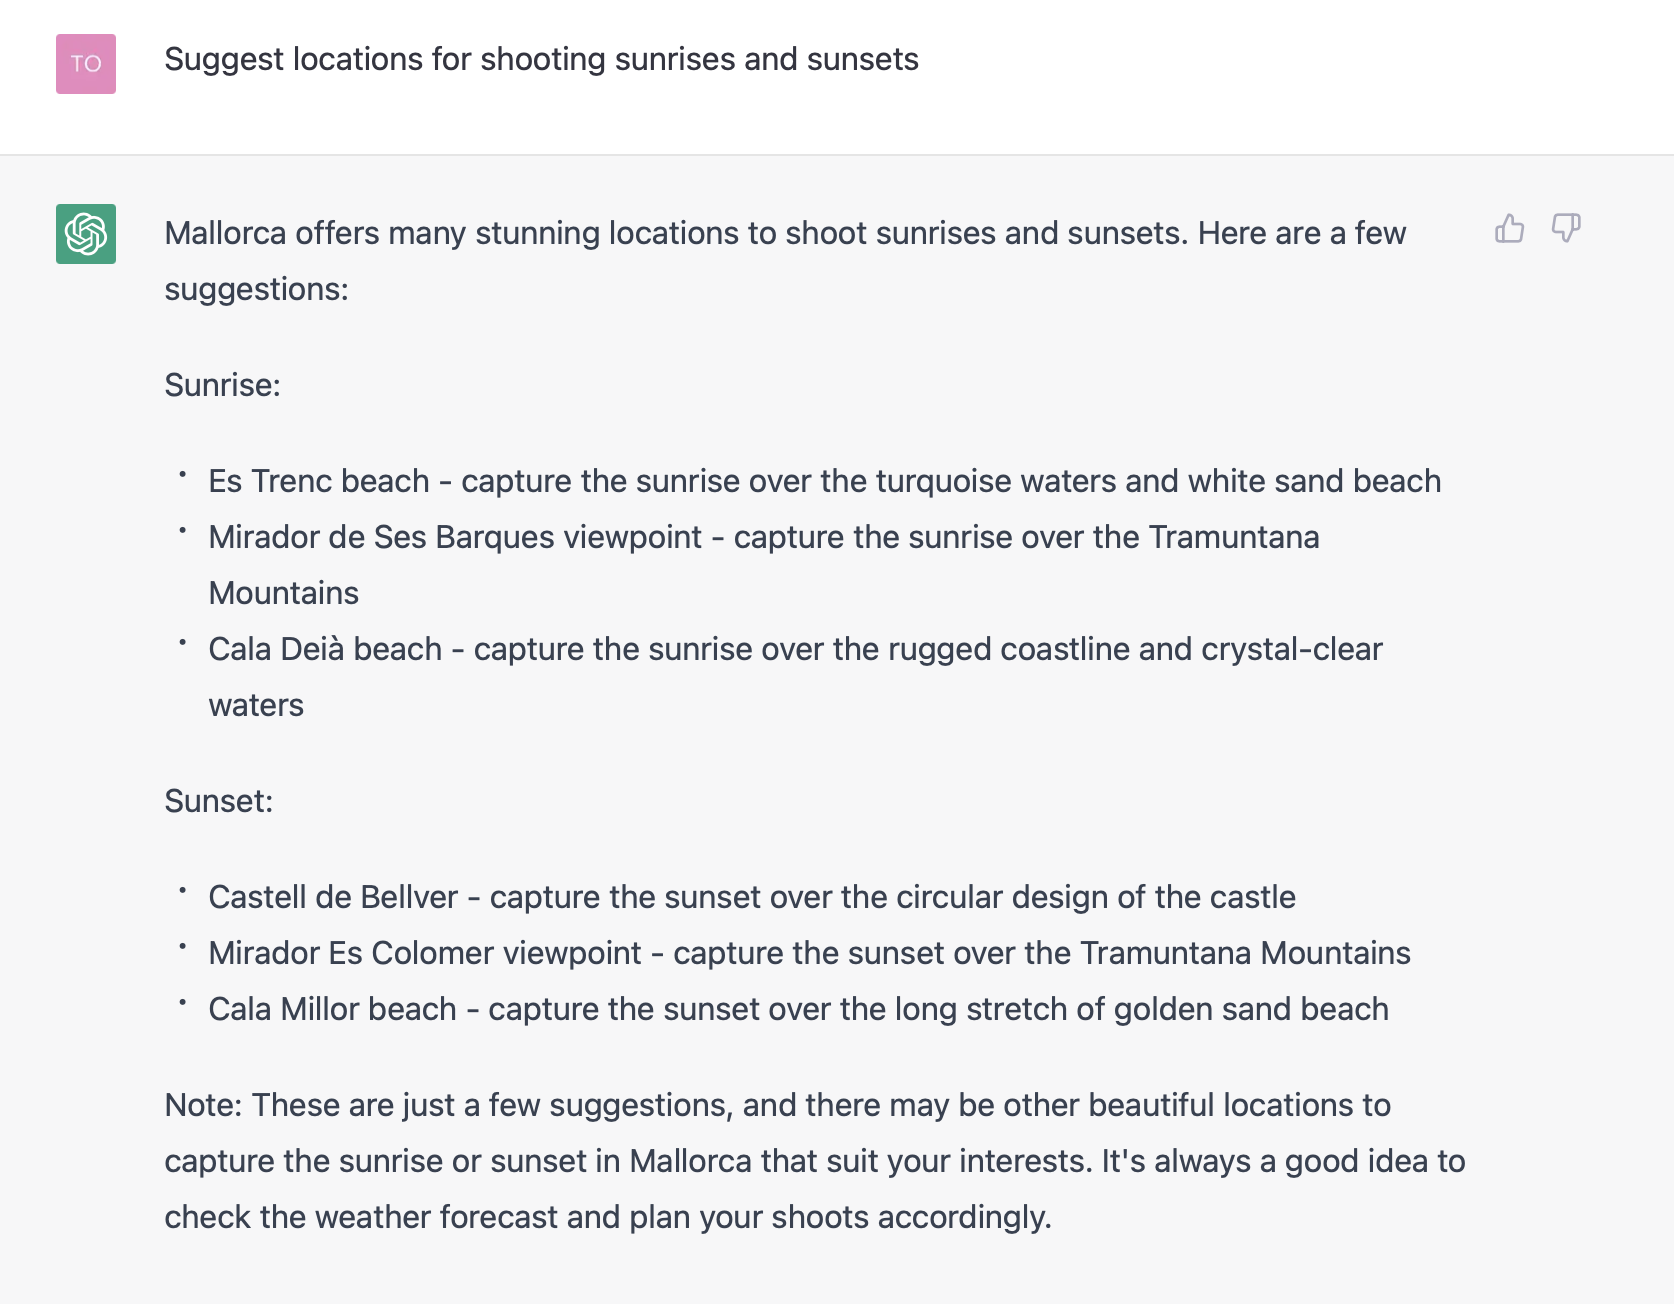 TO
Suggest locations for shooting sunrises and sunsets
Mallorca offers many stunning locations to shoot sunrises and sunsets. Here are a few
suggestions:
Sunrise:
• Es Trenc beach - capture the sunrise over the turquoise waters and white sand beach
• Mirador de Ses Barques viewpoint - capture the sunrise over the Tramuntana
Mountains
• Cala Deià beach - capture the sunrise over the rugged coastline and crystal-clear
waters
Sunset:
• Castell de Bellver - capture the sunset over the circular design of the castle
• Mirador Es Colomer viewpoint - capture the sunset over the Tramuntana Mountains
• Cala Millor beach - capture the sunset over the long stretch of golden sand beach
Note: These are just a few suggestions, and there may be other beautiful locations to
capture the sunrise or sunset in Mallorca that suit your interests. It's always a good idea to
check the weather forecast and plan your shoots accordingly.